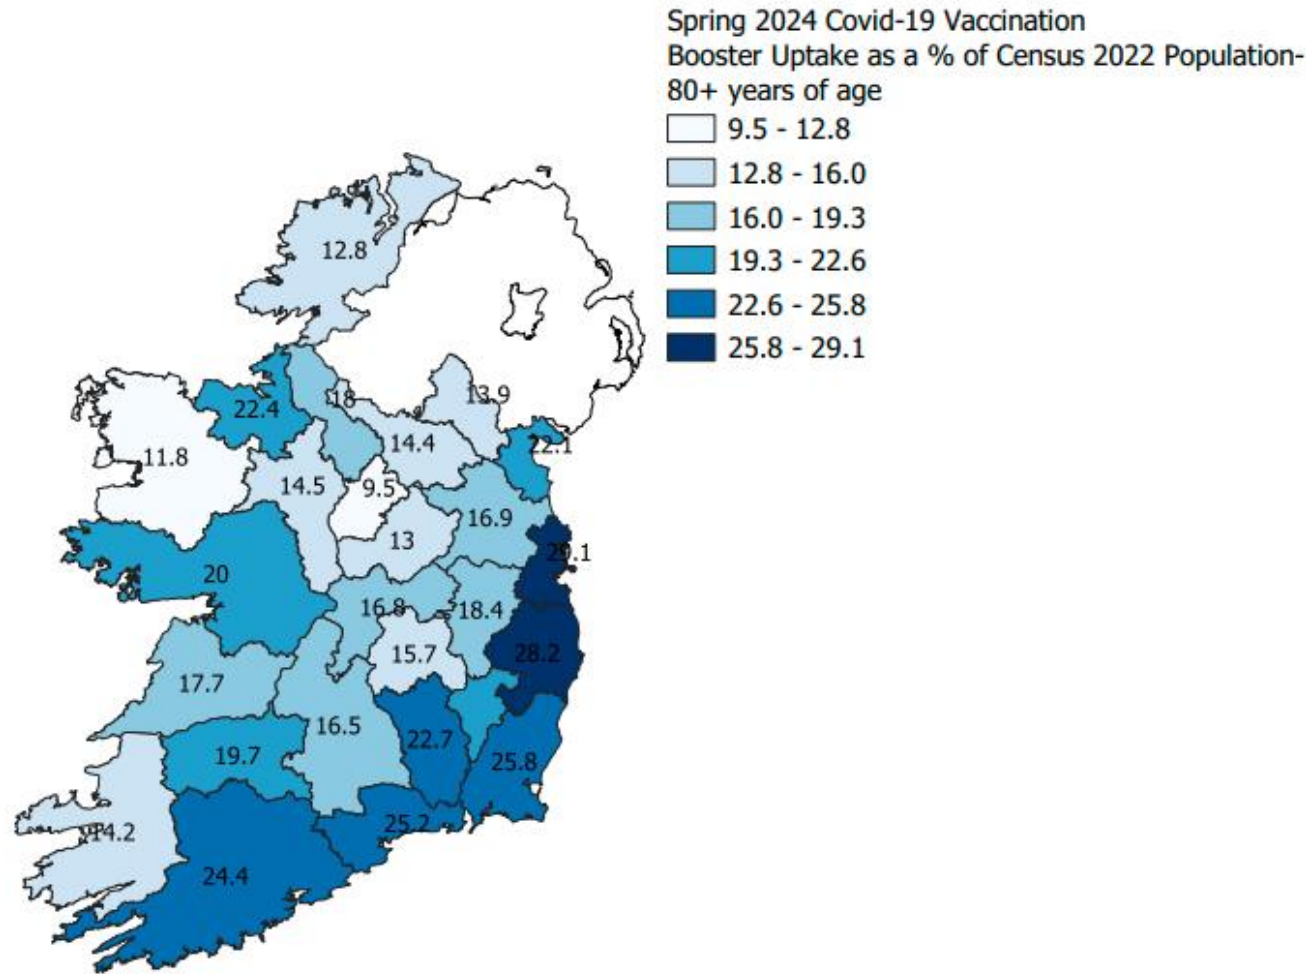 Spring 2024 Covid-19 Vaccination
Booster Uptake as a % of Census 2022 Population-
80+ years of age
9.5 - 12.8
12.8 - 16.0
16.0 - 19.3
19.3 - 22.6
22.6 - 25.8
25.8 - 29.1
12.8
13.9
18
22.4
14.4
22.1
11.8
14.5
9.5
16.9
13
29.1
20
16.8
18.4
15.7
28.2
17.7
16.5
22.7
19.7
25.8
14.2
25.2
24.4